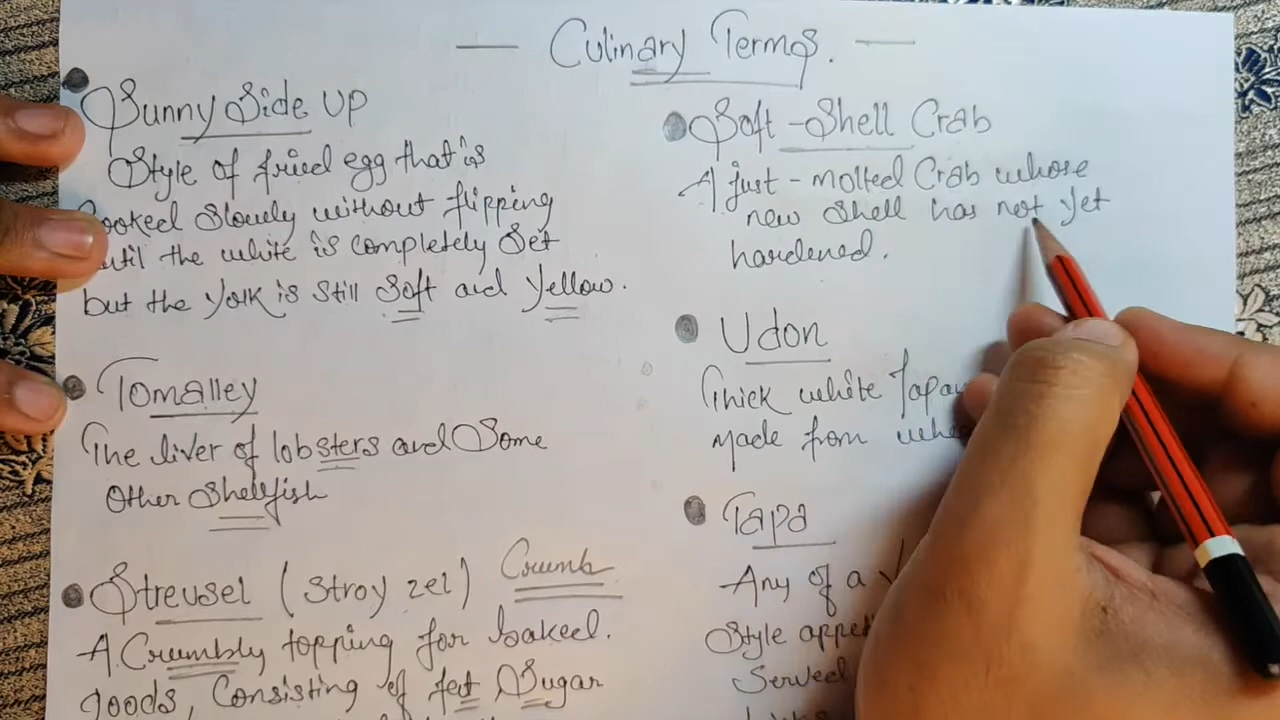 Culinary Terms.
Sunny Side UP
Style of fried egg that is
Cooked Slowly without flipping
until the white is completely Set
but the Yolk is Still Soft and Yellow.
Tomalley
The liver of lobsters and Some
Other Shellfish
Streusel (Stroy zel) Crumb
A Crumbly topping for baked.
goods, Consisting of fat Sugar
Soft-Shell Crab
A just-molted Crab whose
new Shell has not yet
hardened.
Udon
Thick white
made from
Tapa
Any of a
Style
Served